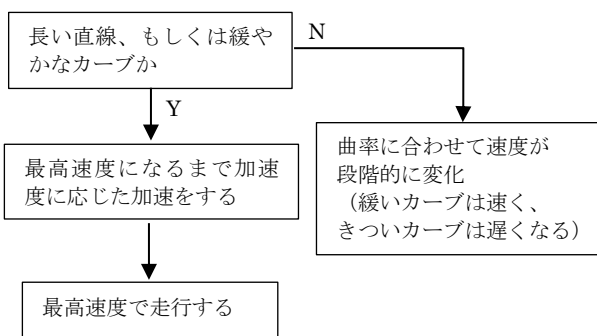 長い直線、もしくは緩や
かなカーブか
N
Y
最高速度になるまで加速
度に応じた加速をする
曲率に合わせて速度が
段階的に変化
（緩いカーブは速く、
きついカーブは遅くなる）
最高速度で走行する